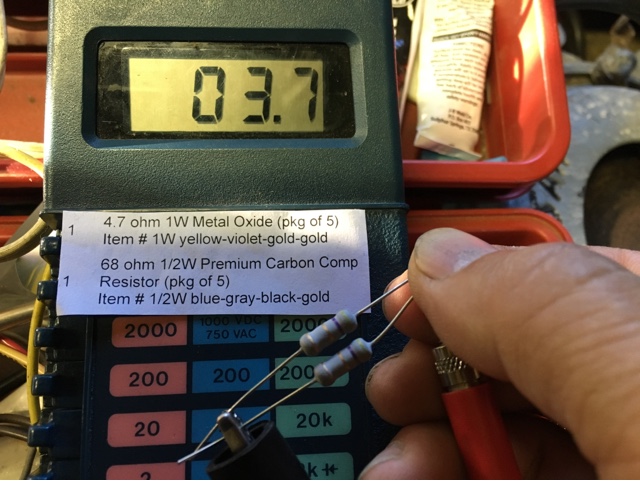 03.7
1 4.7 ohm 1W Metal Oxide (pkg of 5)
Item # 1W yellow-violet-gold-gold
68 ohm 1/2W Premium Carbon Comp
1 Resistor (pkg of 5)
Item # 1/2W blue-gray-black-gold
2000 1000 VDC 200
750 VAC
200 200 200
20 20k
2 k